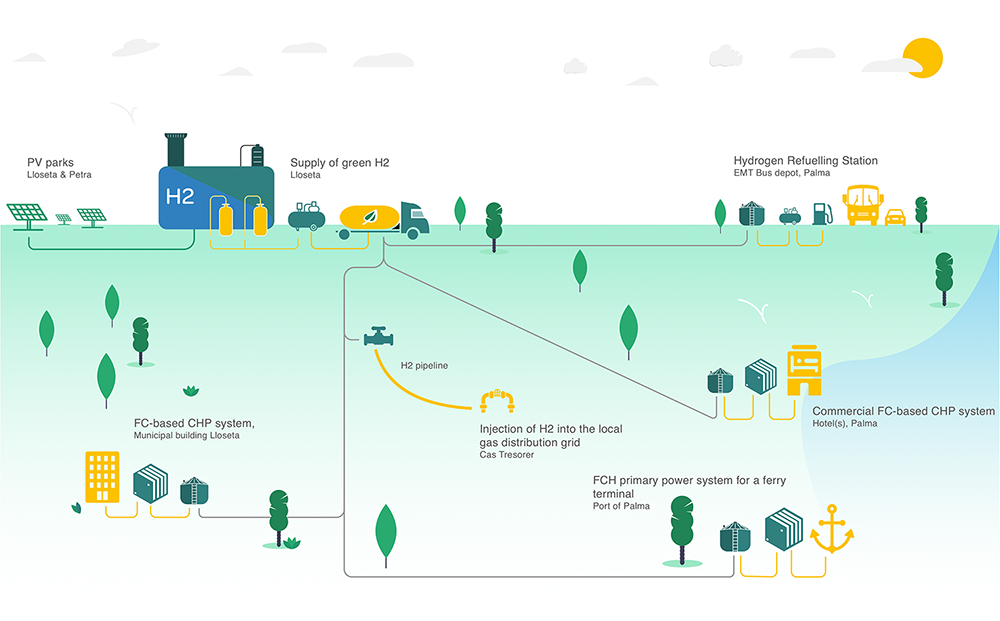 PV parks
Lloseta & Petra
H2
Supply of green H2
Lloseta
Hydrogen Refuelling Station
EMT Bus depot, Palma
H2 pipeline
Injection of H2 into the local
gas distribution grid
Cas Tresorer
Commercial FC-based CHP system
Hotel(s), Palma
FC-based CHP system,
Municipal building Lloseta
FCH primary power system for a ferry
terminal
Port of Palma